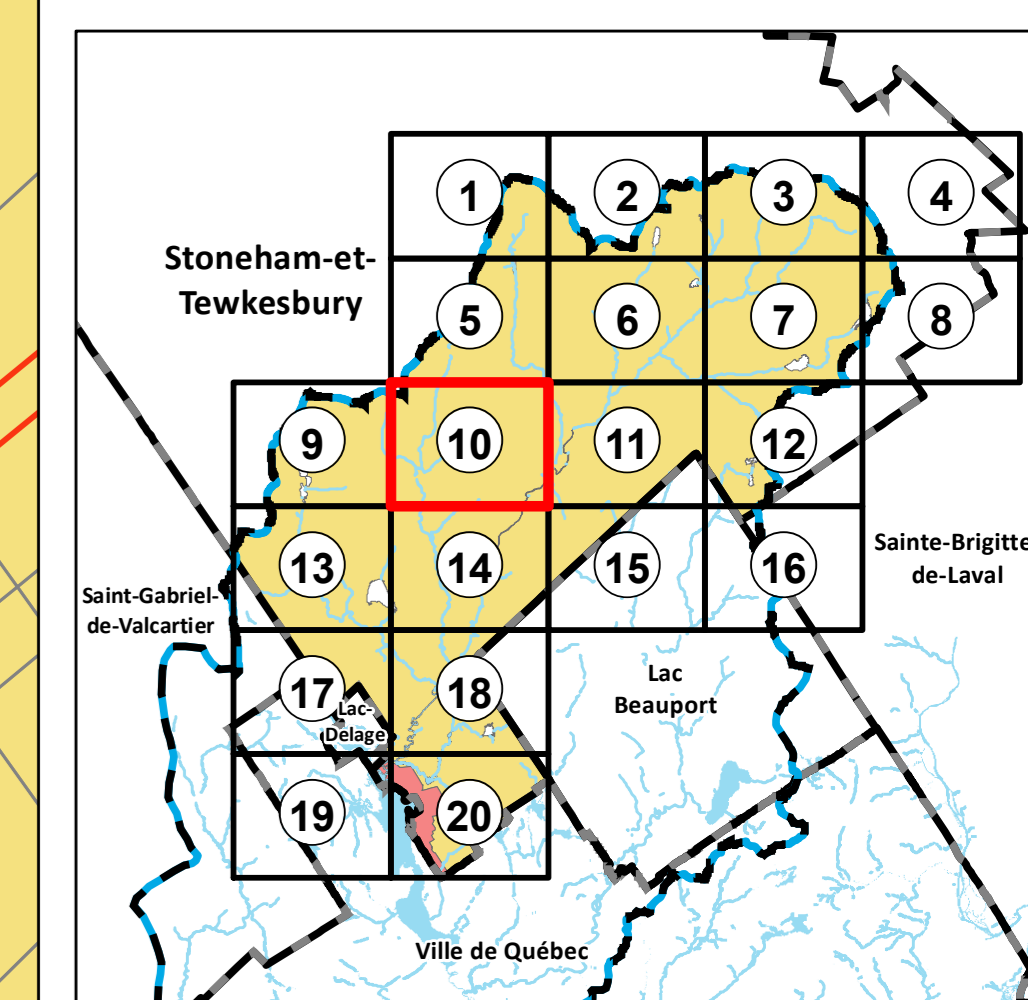 1
2
3
4
Stoneham-et-
Tewkesbury
5
6
7
8
9
10
11
12
13
14
15
16
Sainte-Brigitte
de-Laval
Saint-Gabriel-
de-Valcartier
17
Lac-
Delage
18
Lac
Beauport
19
20
Ville de Québec